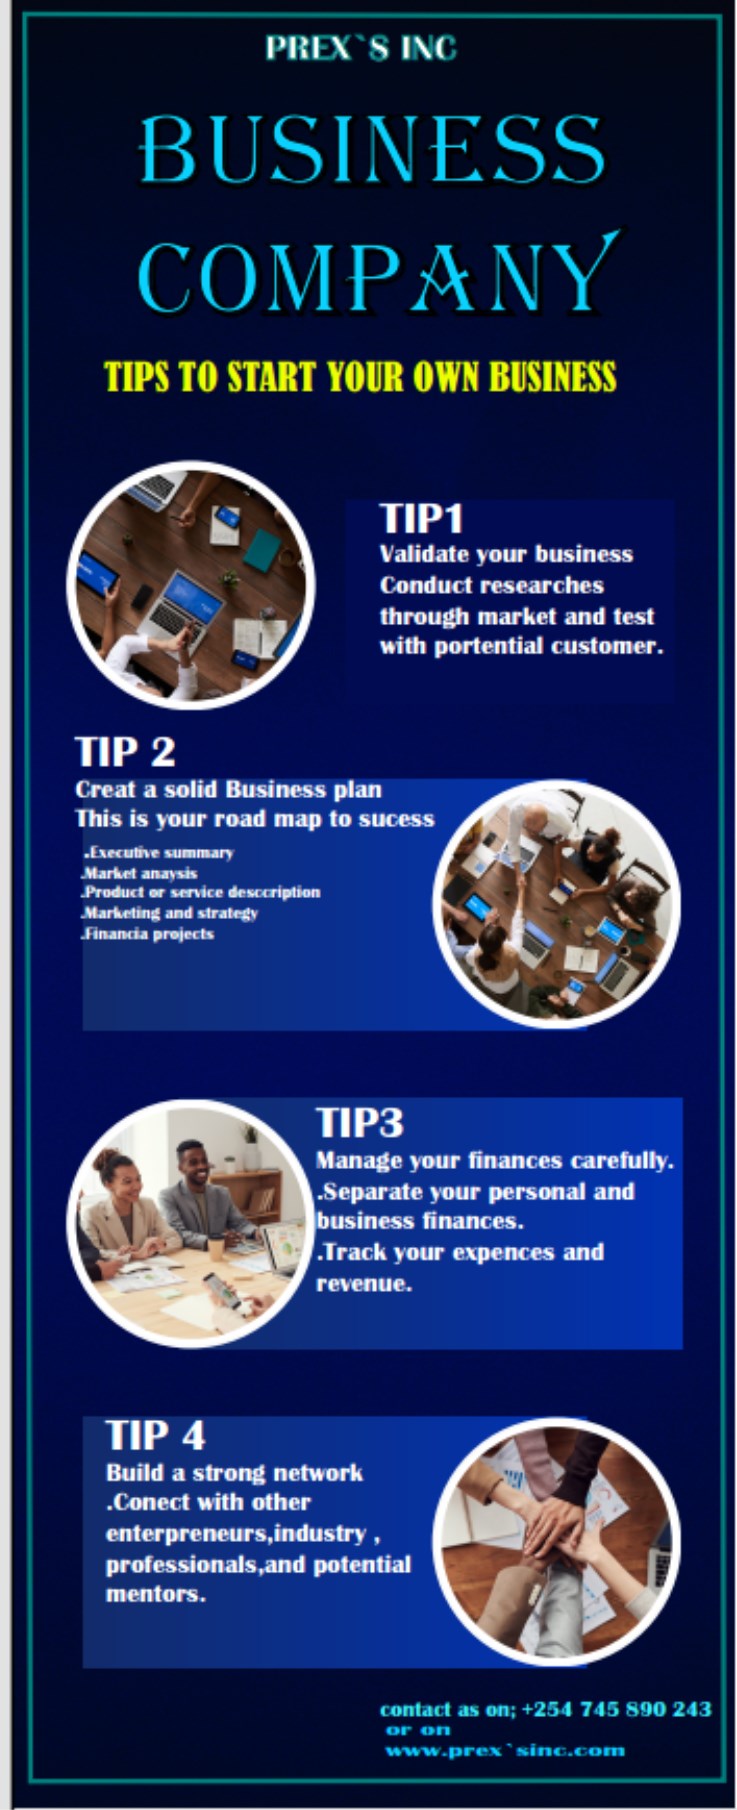 PREX`S INC
BUSINESS
COMPANY
TIPS TO START YOUR OWN BUSINESS
TIP1
Validate your business
Conduct researches
through market and test
with portential customer.
TIP 2
Creat a solid Business plan
This is your road map to sucess
.Executive summary
.Market anaysis
.Product or service desccription
.Marketing and strategy
.Financia projects
TIP3
Manage your finances carefully.
.Separate your personal and
business finances.
.Track your expences and
revenue.
TIP 4
Build a strong network
.Conect with other
enterpreneurs,industry ,
professionals,and potential
mentors.
contact as on; +254 745 890 243
or on
www.prex`sinc.com